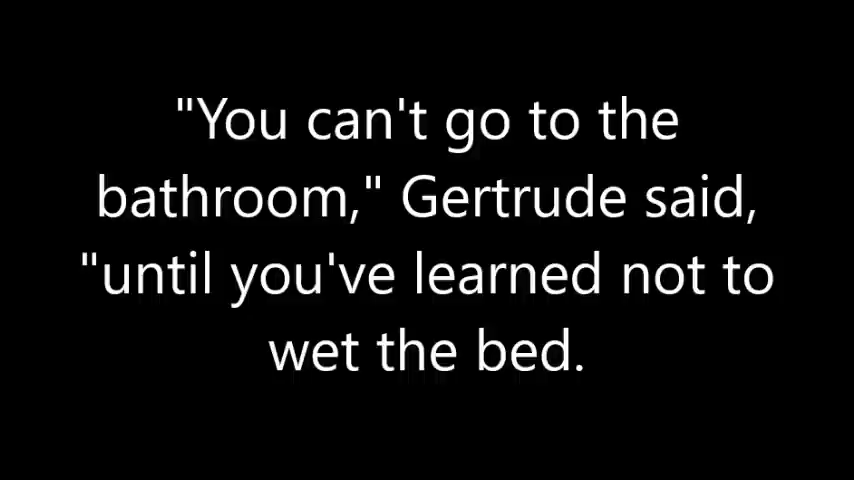 "You can't go to the
bathroom," Gertrude said,
"until you've learned not to
wet the bed.